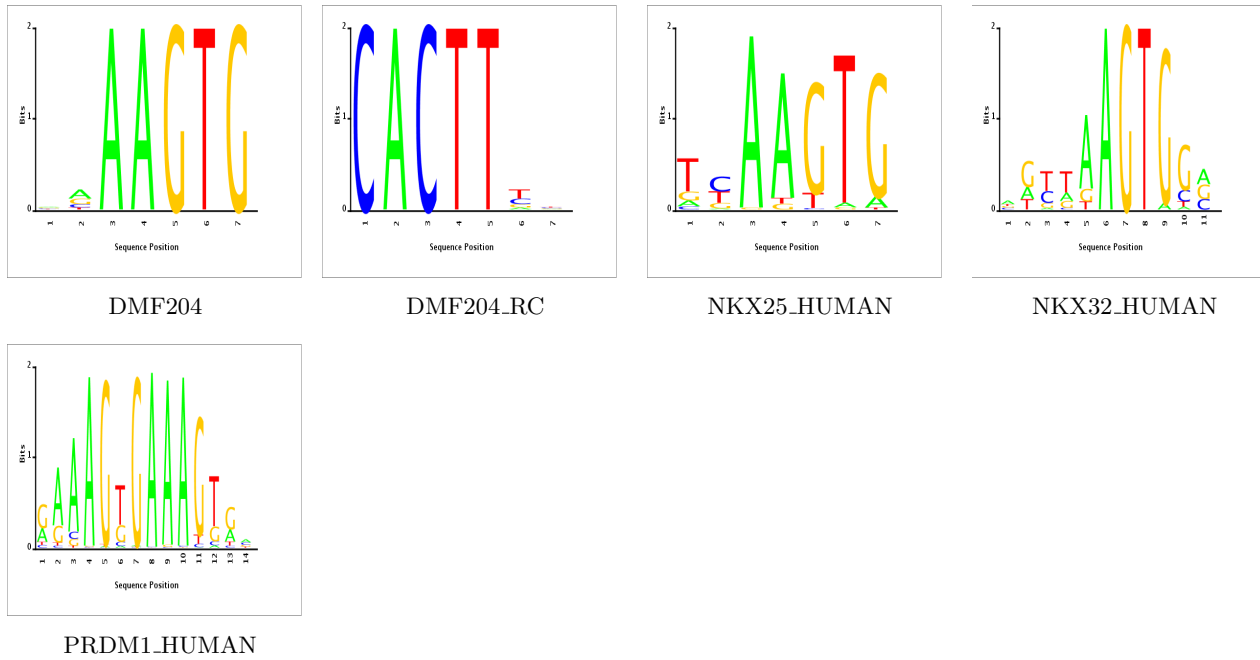 2
Bits
1
0
1 2 3 4 5 6 7
Sequence Position
DMF204
2
Bits
1
0
1 2 3 4 5 6 7
Sequence Position
DMF204_RC
2
Bits
1
0
1 2 3 4 5 6 7
Sequence Position
NKX25_HUMAN
2
Bits
1
0
1 2 3 4 5 6 7 8 9 10 11
Sequence Position
NKX32_HUMAN
2
Bits
1
0
1 2 3 4 5 6 7 8 9 10 11 12 13 14
Sequence Position
PRDM1_HUMAN